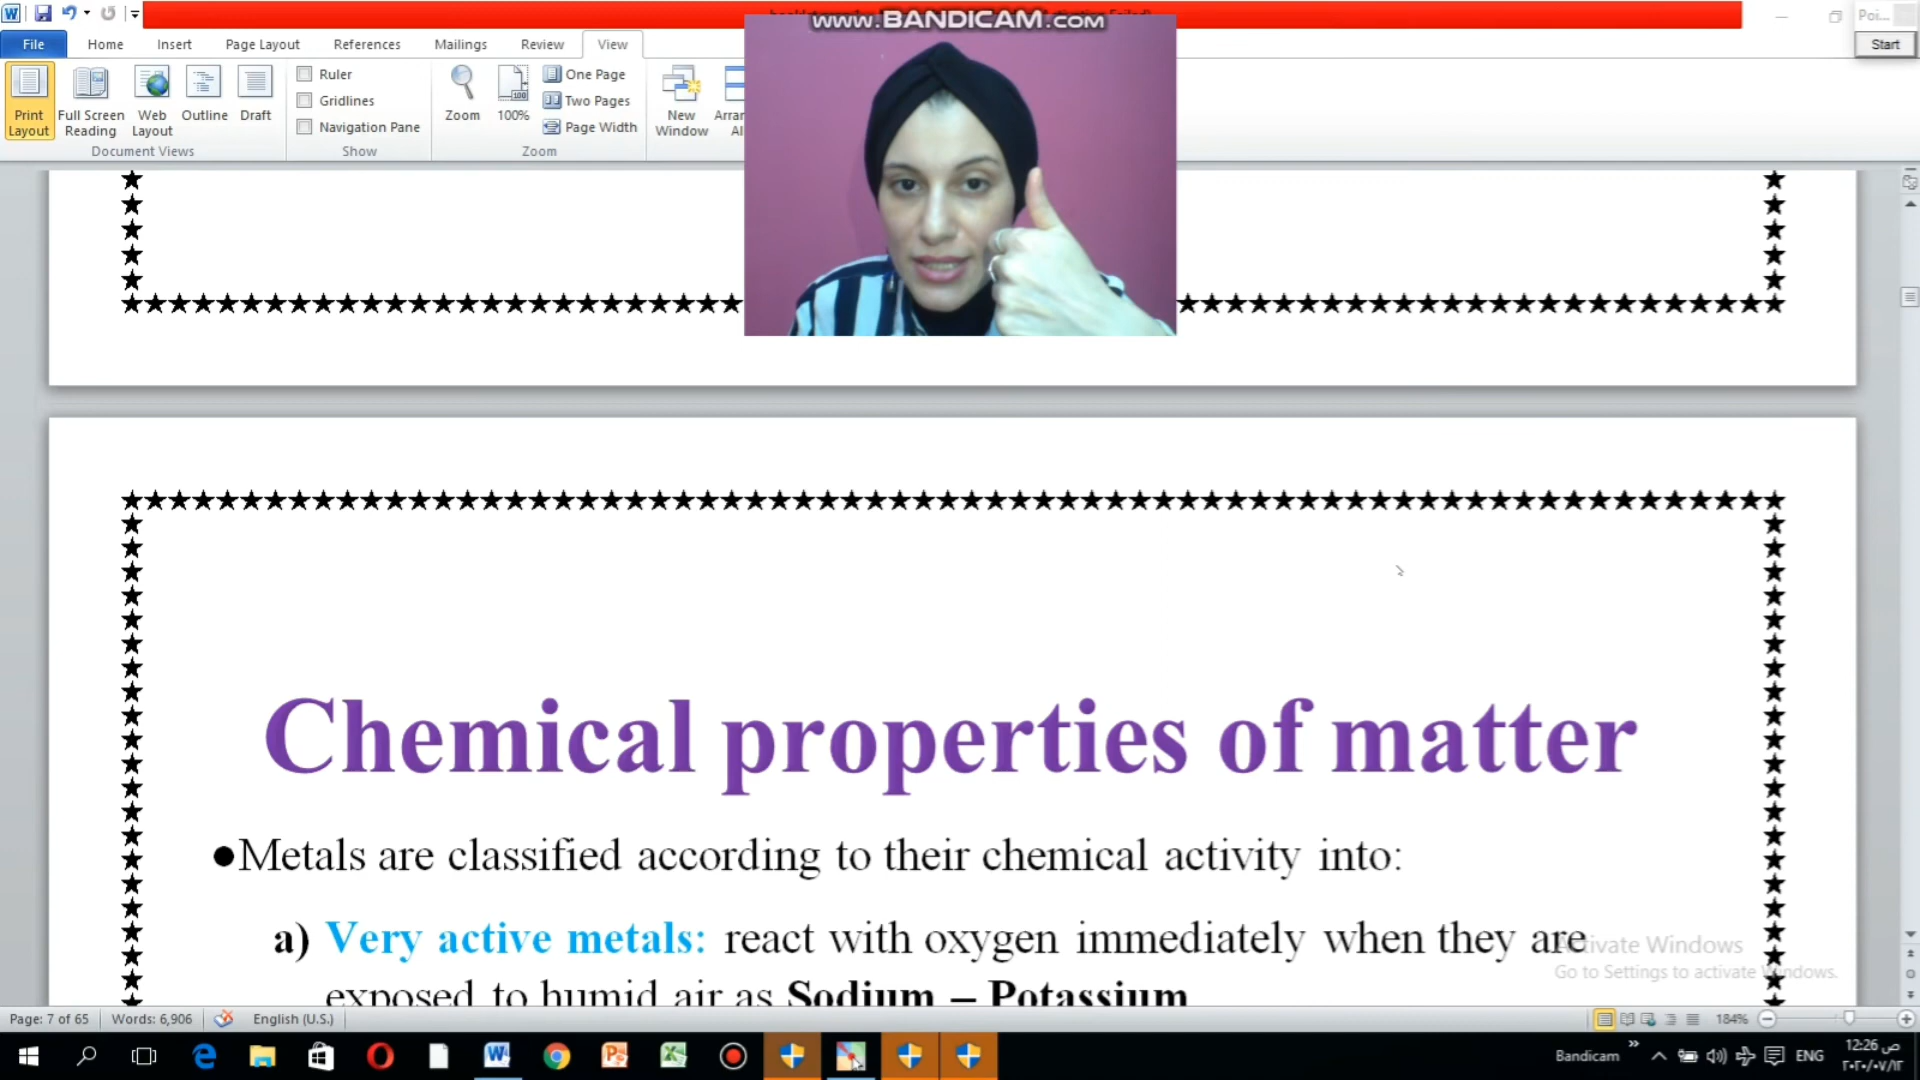 www.BANDICAM.com
Poi...
File
Home
Insert
Page Layout
References
Mailings
Review
View
Start
Print Layout
Full Screen Reading
Web Layout
Outline
Draft
Document Views
Ruler
Gridlines
Navigation Pane
Show
Zoom
100%
One Page
Two Pages
Page Width
Zoom
New Window
Chemical properties of matter
●Metals are classified according to their chemical activity into:
a) Very active metals: react with oxygen immediately when they are
exposed to humid air as Sodium – Potassium
Activate Windows
Go to Settings to activate Windows.
Page: 7 of 65
Words: 6,906
English (U.S.)
184%
Bandicam
ENG
12:26 ص